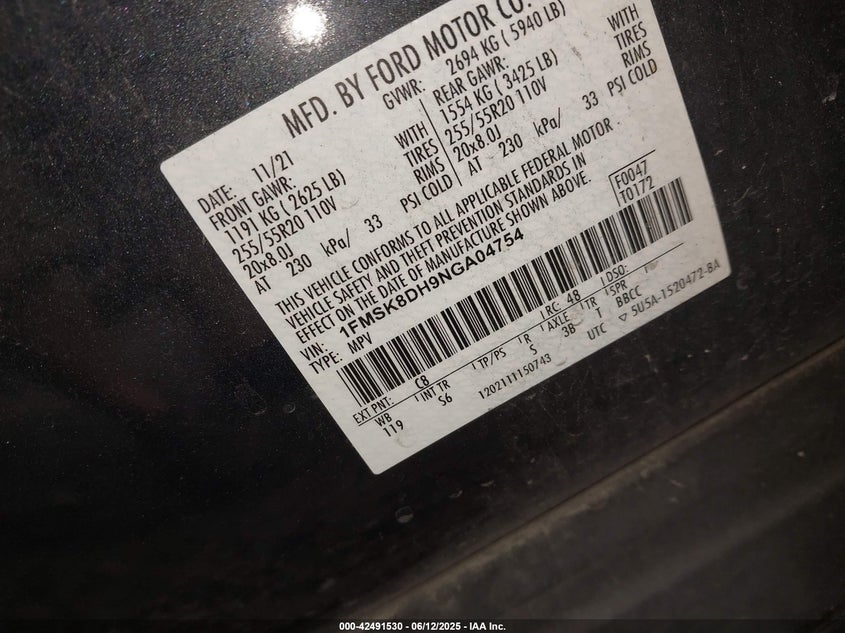 MFD. BY FORD MOTOR CO.
DATE: 11/21
GVWR: 2694 KG ( 5940 LB)
FRONT GAWR:
1191 KG ( 2625 LB) WITH
255/55R20 110V TIRES
20x8.0J RIMS
AT 230 kPa/ 33 PSI COLD
REAR GAWR:
1554 KG ( 3425 LB) WITH
255/55R20 110V TIRES
20x8.0J RIMS
AT 230 kPa/ 33 PSI COLD
THIS VEHICLE CONFORMS TO ALL APPLICABLE FEDERAL MOTOR
VEHICLE SAFETY AND THEFT PREVENTION STANDARDS IN
EFFECT ON THE DATE OF MANUFACTURE SHOWN ABOVE.
VIN: 1FMSK8DH9NGA04754
TYPE: MPV
F0047
T0172
EXT PNT: C8 RC: 48 DSO:
WB INT TR TP/PS R AXLE TR SPR
119 S6 S 3B T BBCC
1202111150743 UTC ▽ 5U5A-1520472-BA
000-42491530 - 06/12/2025 - IAA Inc.